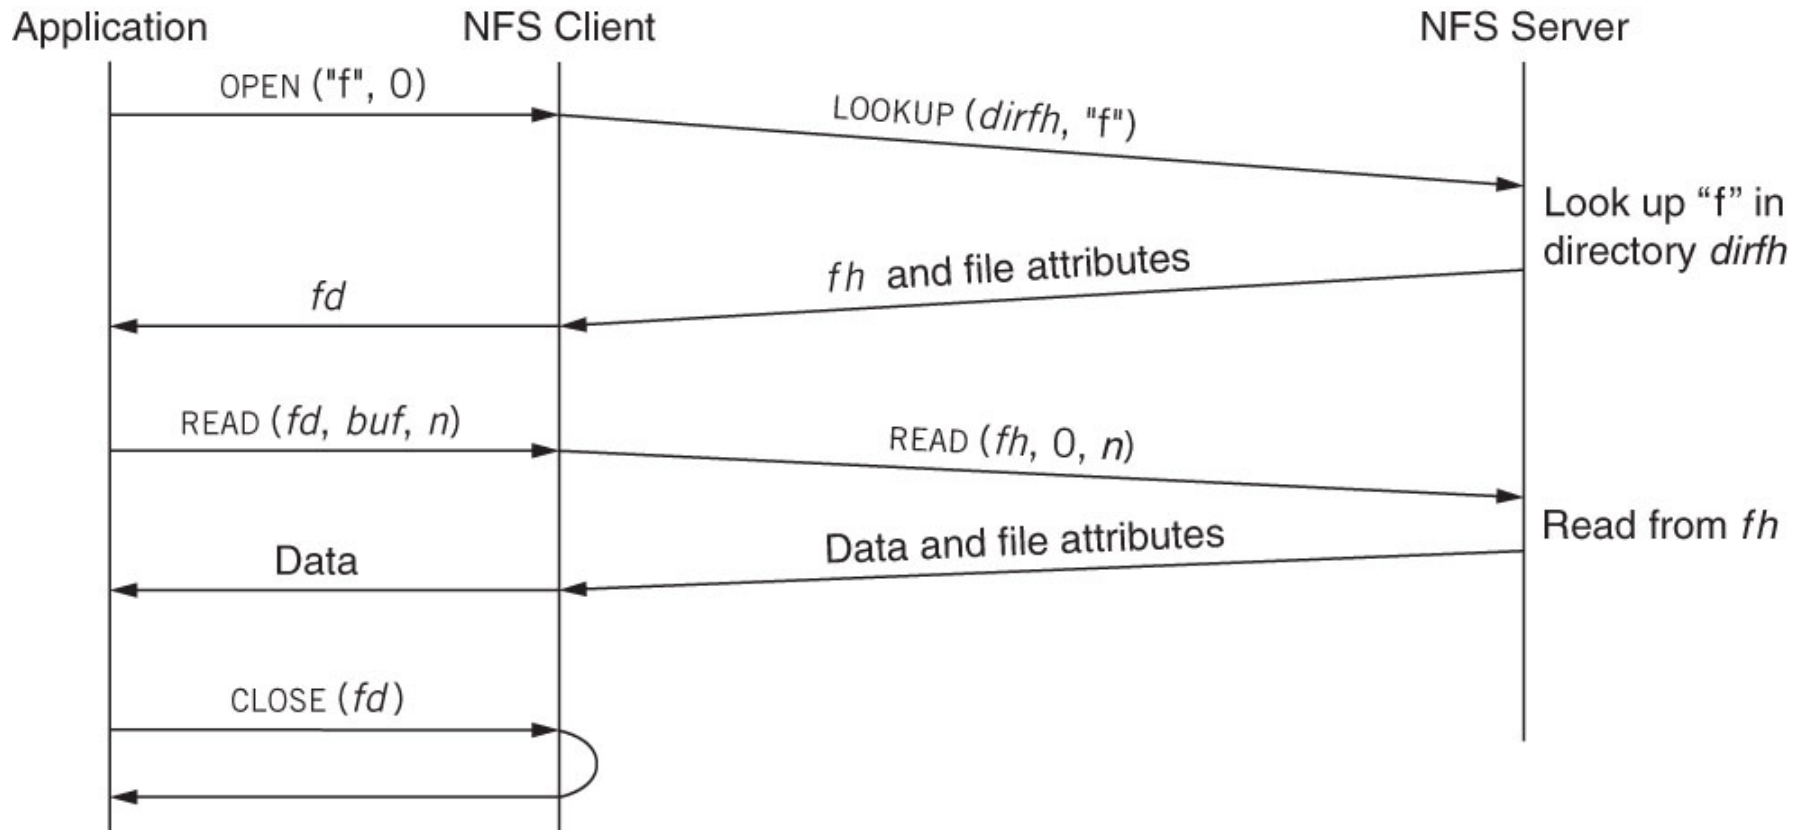 Application
NFS Client
NFS Server
OPEN ("f", 0)
LOOKUP (dirfh, "f")
Look up “f” in
directory dirfh
fh and file attributes
fd
READ (fd, buf, n)
READ (fh, 0, n)
Read from fh
Data and file attributes
Data
CLOSE (fd)